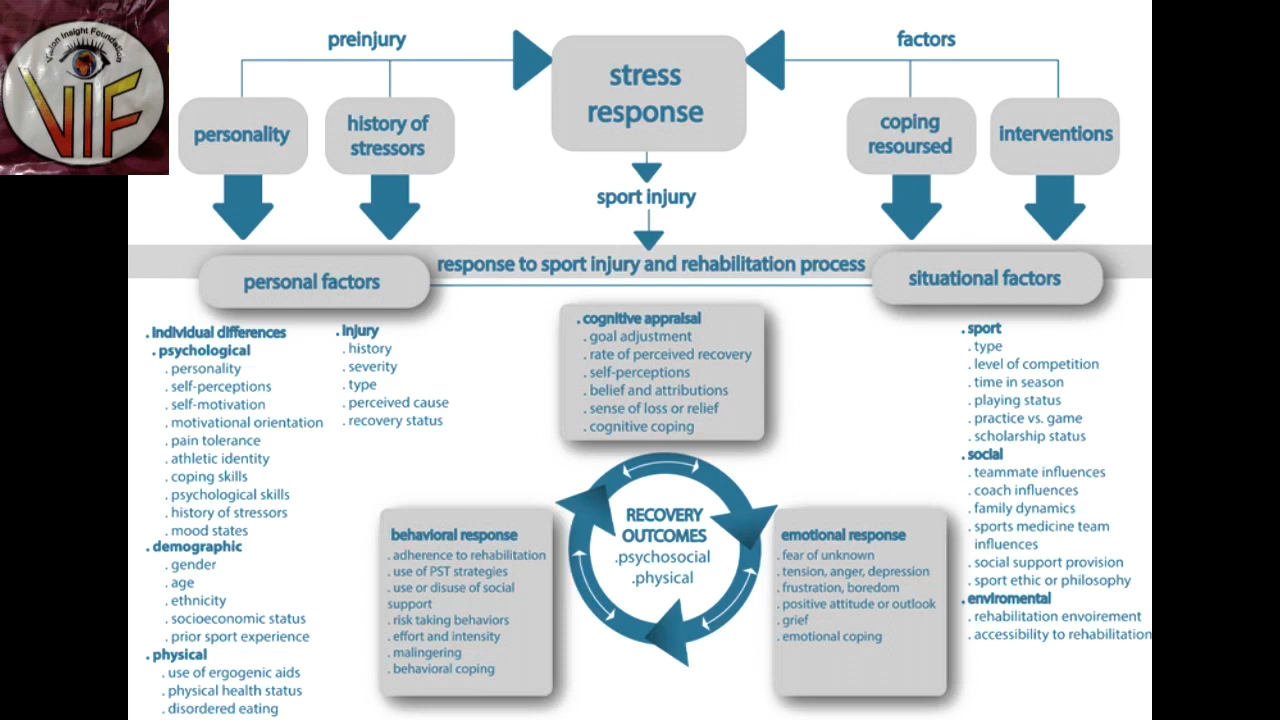 Vision Insight Foundation
VIF
preinjury
factors
stress
response
personality
history of
stressors
coping
resoursed
interventions
sport injury
response to sport injury and rehabilitation process
personal factors
situational factors
. Individual differences
. psychological
. personality
. self-perceptions
. self-motivation
. motivational orientation
. pain tolerance
. athletic identity
. coping skills
. psychological skills
. history of stressors
. mood states
. demographic
. gender
. age
. ethnicity
. socioeconomic status
. prior sport experience
. physical
. use of ergogenic aids
. physical health status
. disordered eating
. Injury
. history
. severity
. type
. perceived cause
. recovery status
. cognitive appraisal
. goal adjustment
. rate of perceived recovery
. self-perceptions
. belief and attributions
. sense of loss or relief
. cognitive coping
behavioral response
. adherence to rehabilitation
. use of PST strategies
. use or disuse of social
support
. risk taking behaviors
. effort and intensity
. malingering
. behavioral coping
RECOVERY
OUTCOMES
.psychosocial
.physical
emotional response
. fear of unknown
. tension, anger, depression
. frustration, boredom
. positive attitude or outlook
. grief
. emotional coping
. sport
. type
. level of competition
. time in season
. playing status
. practice vs. game
. scholarship status
. social
. teammate influences
. coach influences
. family dynamics
. sports medicine team
influences
. social support provision
. sport ethic or philosophy
. enviromental
. rehabilitation envoirement
. accessibility to rehabilitation